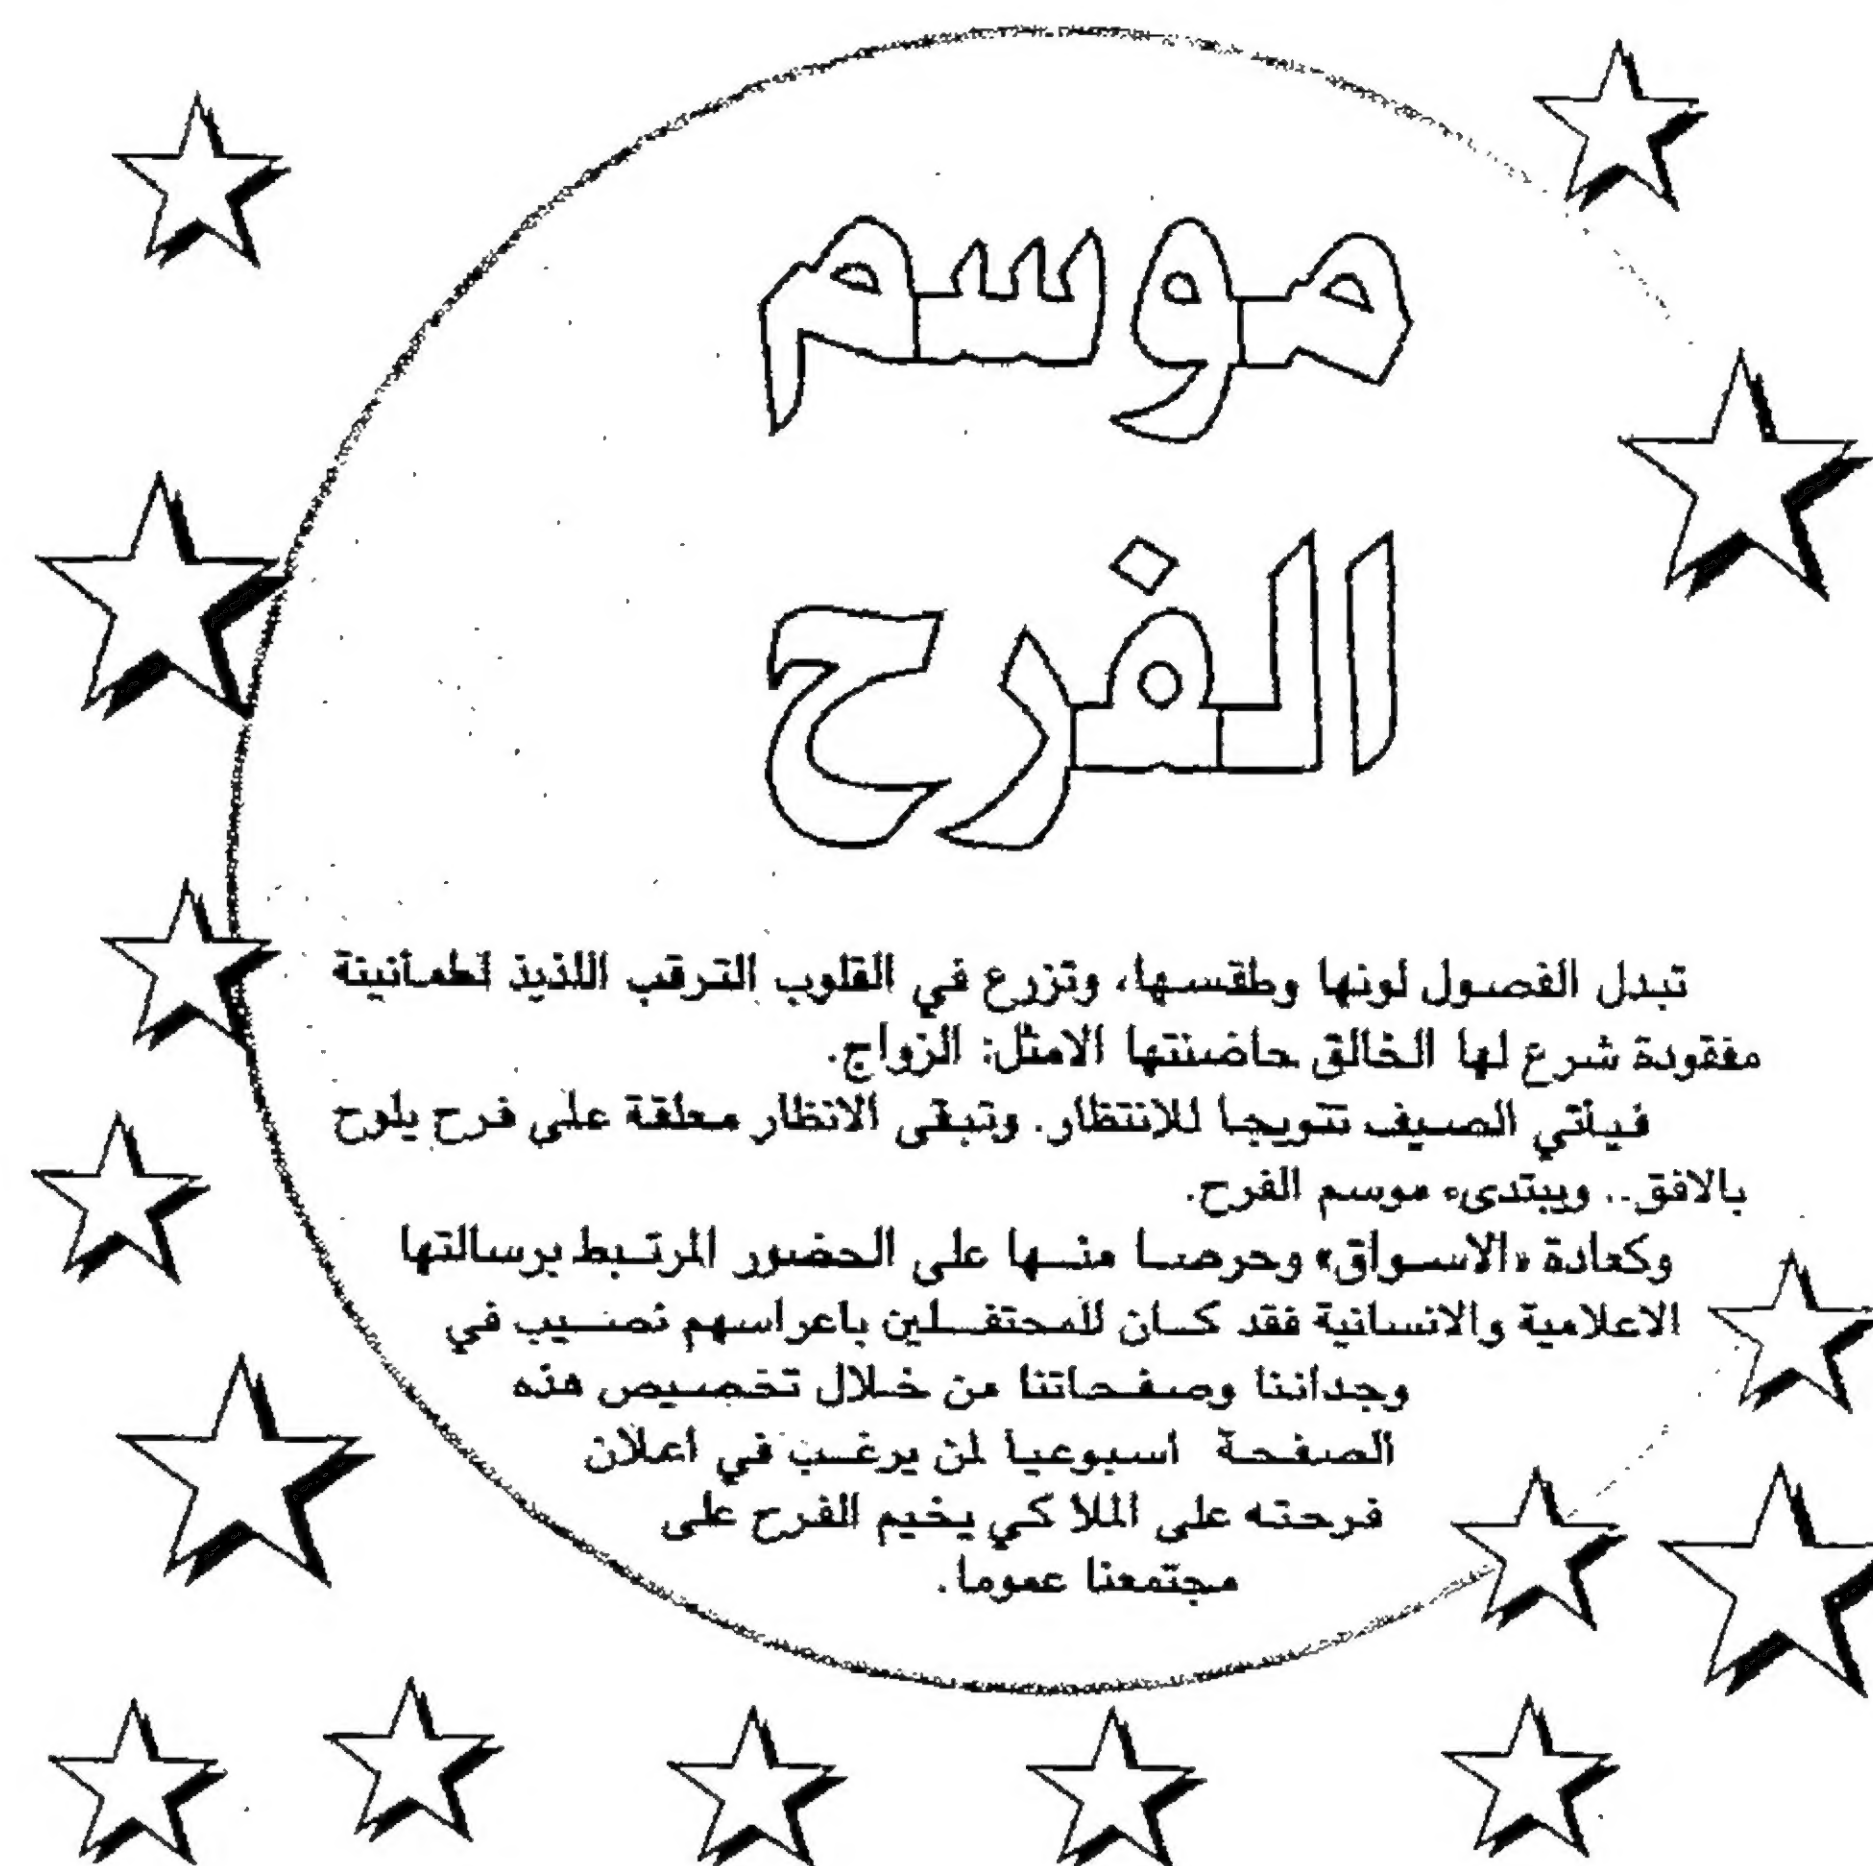 موسم
الفرح
تبدل الفصول لونها وطقسها، وتزرع في القلوب الترقب اللذيذ لطمأنينة
مفقودة شرع لها الخالق حاضنتها الامثل: الزواج.
فيأتي الصيف تتويجا للانتظار. وتبقى الانظار معلقة على فرح يلوح
بالافق.. ويبتدىء موسم الفرح.
وكعادة «الاسواق» وحرصا منها على الحضور المرتبط برسالتها
الاعلامية والانسانية فقد كان للمحتفلين باعراسهم نصيب في
وجداننا وصفحاتنا من خلال تخصيص هذه
الصفحة اسبوعيا لمن يرغب في اعلان
فرحته على الملا كي يخيم الفرح على
مجتمعنا عموما.